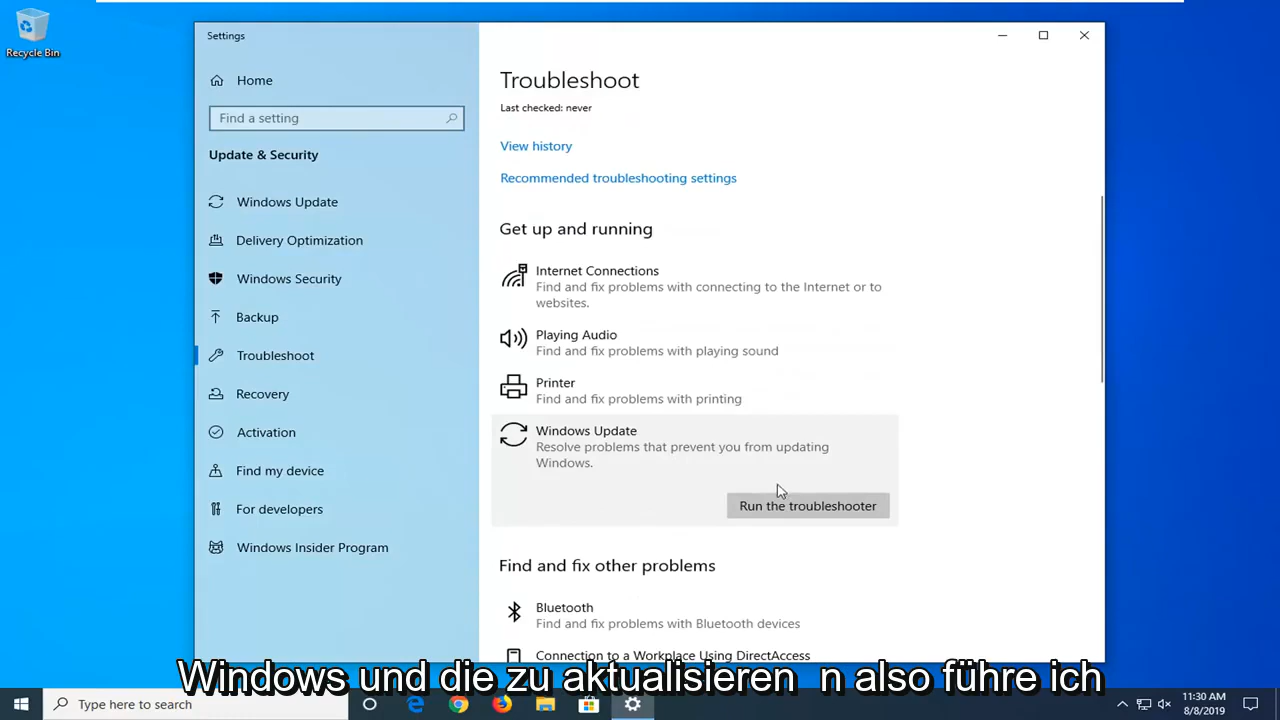 Recycle Bin
Settings
Home
Find a setting
Update & Security
Windows Update
Delivery Optimization
Windows Security
Backup
Troubleshoot
Recovery
Activation
Find my device
For developers
Windows Insider Program
Troubleshoot
Last checked: never
View history
Recommended troubleshooting settings
Get up and running
Internet Connections
Find and fix problems with connecting to the Internet or to
websites.
Playing Audio
Find and fix problems with playing sound
Printer
Find and fix problems with printing
Windows Update
Resolve problems that prevent you from updating
Windows.
Run the troubleshooter
Find and fix other problems
Bluetooth
Find and fix problems with Bluetooth devices
Connection to a Workplace Using DirectAccess
Windows und die zu aktualisieren n also führe ich
Type here to search
11:30 AM
8/8/2019